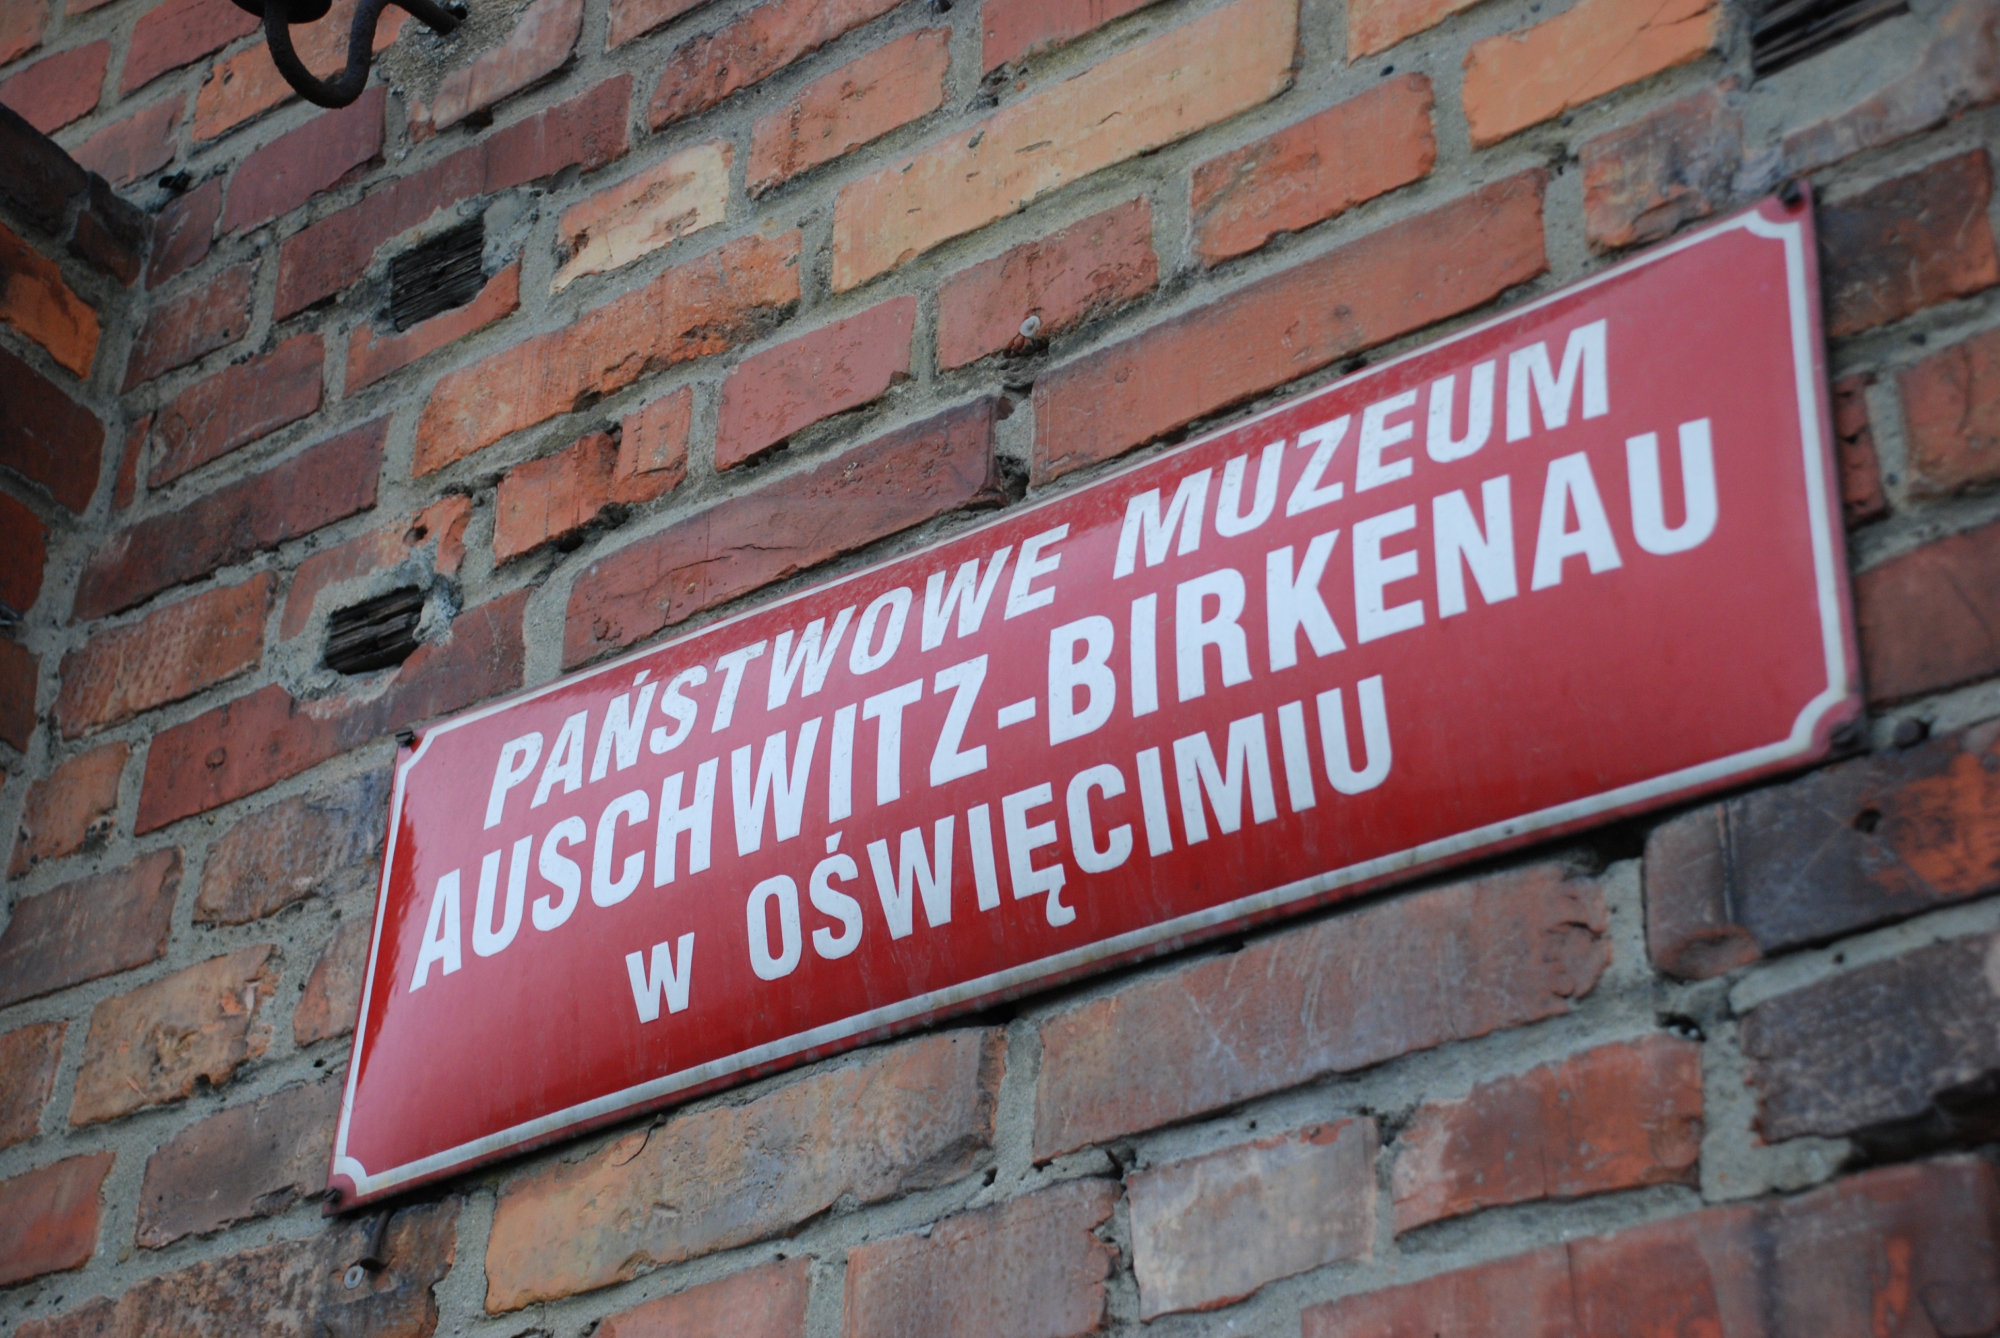 PAŃSTWOWE MUZEUM
AUSCHWITZ-BIRKENAU
w OŚWIĘCIMIU